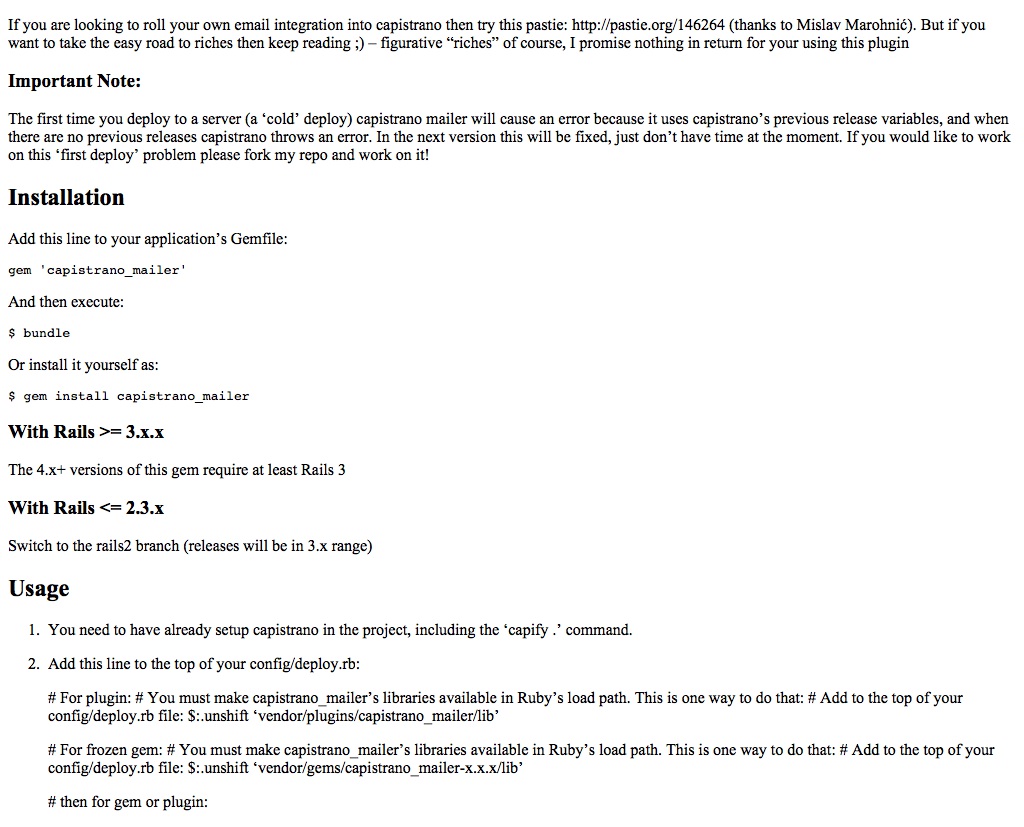 If you are looking to roll your own email integration into capistrano then try this pastie: http://pastie.org/146264 (thanks to Mislav Marohnić). But if you
want to take the easy road to riches then keep reading ;) – figurative “riches” of course, I promise nothing in return for your using this plugin
Important Note:
The first time you deploy to a server (a ‘cold’ deploy) capistrano mailer will cause an error because it uses capistrano’s previous release variables, and when
there are no previous releases capistrano throws an error. In the next version this will be fixed, just don’t have time at the moment. If you would like to work
on this ‘first deploy’ problem please fork my repo and work on it!
Installation
Add this line to your application’s Gemfile:
gem 'capistrano_mailer'
And then execute:
$ bundle
Or install it yourself as:
$ gem install capistrano_mailer
With Rails >= 3.x.x
The 4.x+ versions of this gem require at least Rails 3
With Rails <= 2.3.x
Switch to the rails2 branch (releases will be in 3.x range)
Usage
1. You need to have already setup capistrano in the project, including the ‘capify .’ command.
2. Add this line to the top of your config/deploy.rb:
# For plugin: # You must make capistrano_mailer’s libraries available in Ruby’s load path. This is one way to do that: # Add to the top of your
config/deploy.rb file: $:.unshift ‘vendor/plugins/capistrano_mailer/lib’
# For frozen gem: # You must make capistrano_mailer’s libraries available in Ruby’s load path. This is one way to do that: # Add to the top of your
config/deploy.rb file: $:.unshift ‘vendor/gems/capistrano_mailer-x.x.x/lib’
# then for gem or plugin: